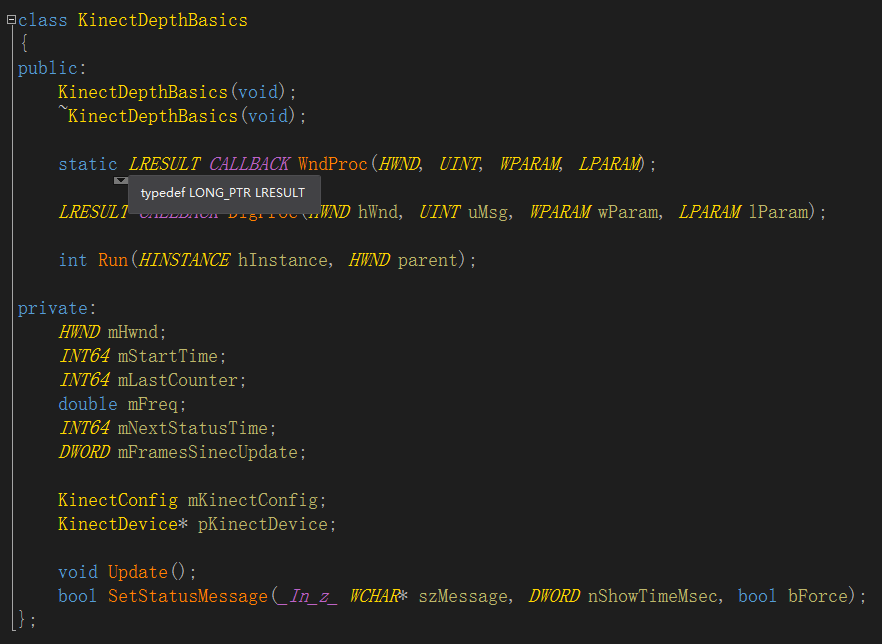 class KinectDepthBasics
{
public:
    KinectDepthBasics(void);
    ~KinectDepthBasics(void);
    static LRESULT CALLBACK WndProc(HWND, UINT, WPARAM, LPARAM);
typedef LONG_PTR LRESULT
    LRESULT CALLBACK DlgProc(HWND hWnd, UINT uMsg, WPARAM wParam, LPARAM lParam);
    int Run(HINSTANCE hInstance, HWND parent);
private:
    HWND mHwnd;
    INT64 mStartTime;
    INT64 mLastCounter;
    double mFreq;
    INT64 mNextStatusTime;
    DWORD mFramesSinecUpdate;
    KinectConfig mKinectConfig;
    KinectDevice* pKinectDevice;
    void Update();
    bool SetStatusMessage(_In_z_ WCHAR* szMessage, DWORD nShowTimeMsec, bool bForce);
};